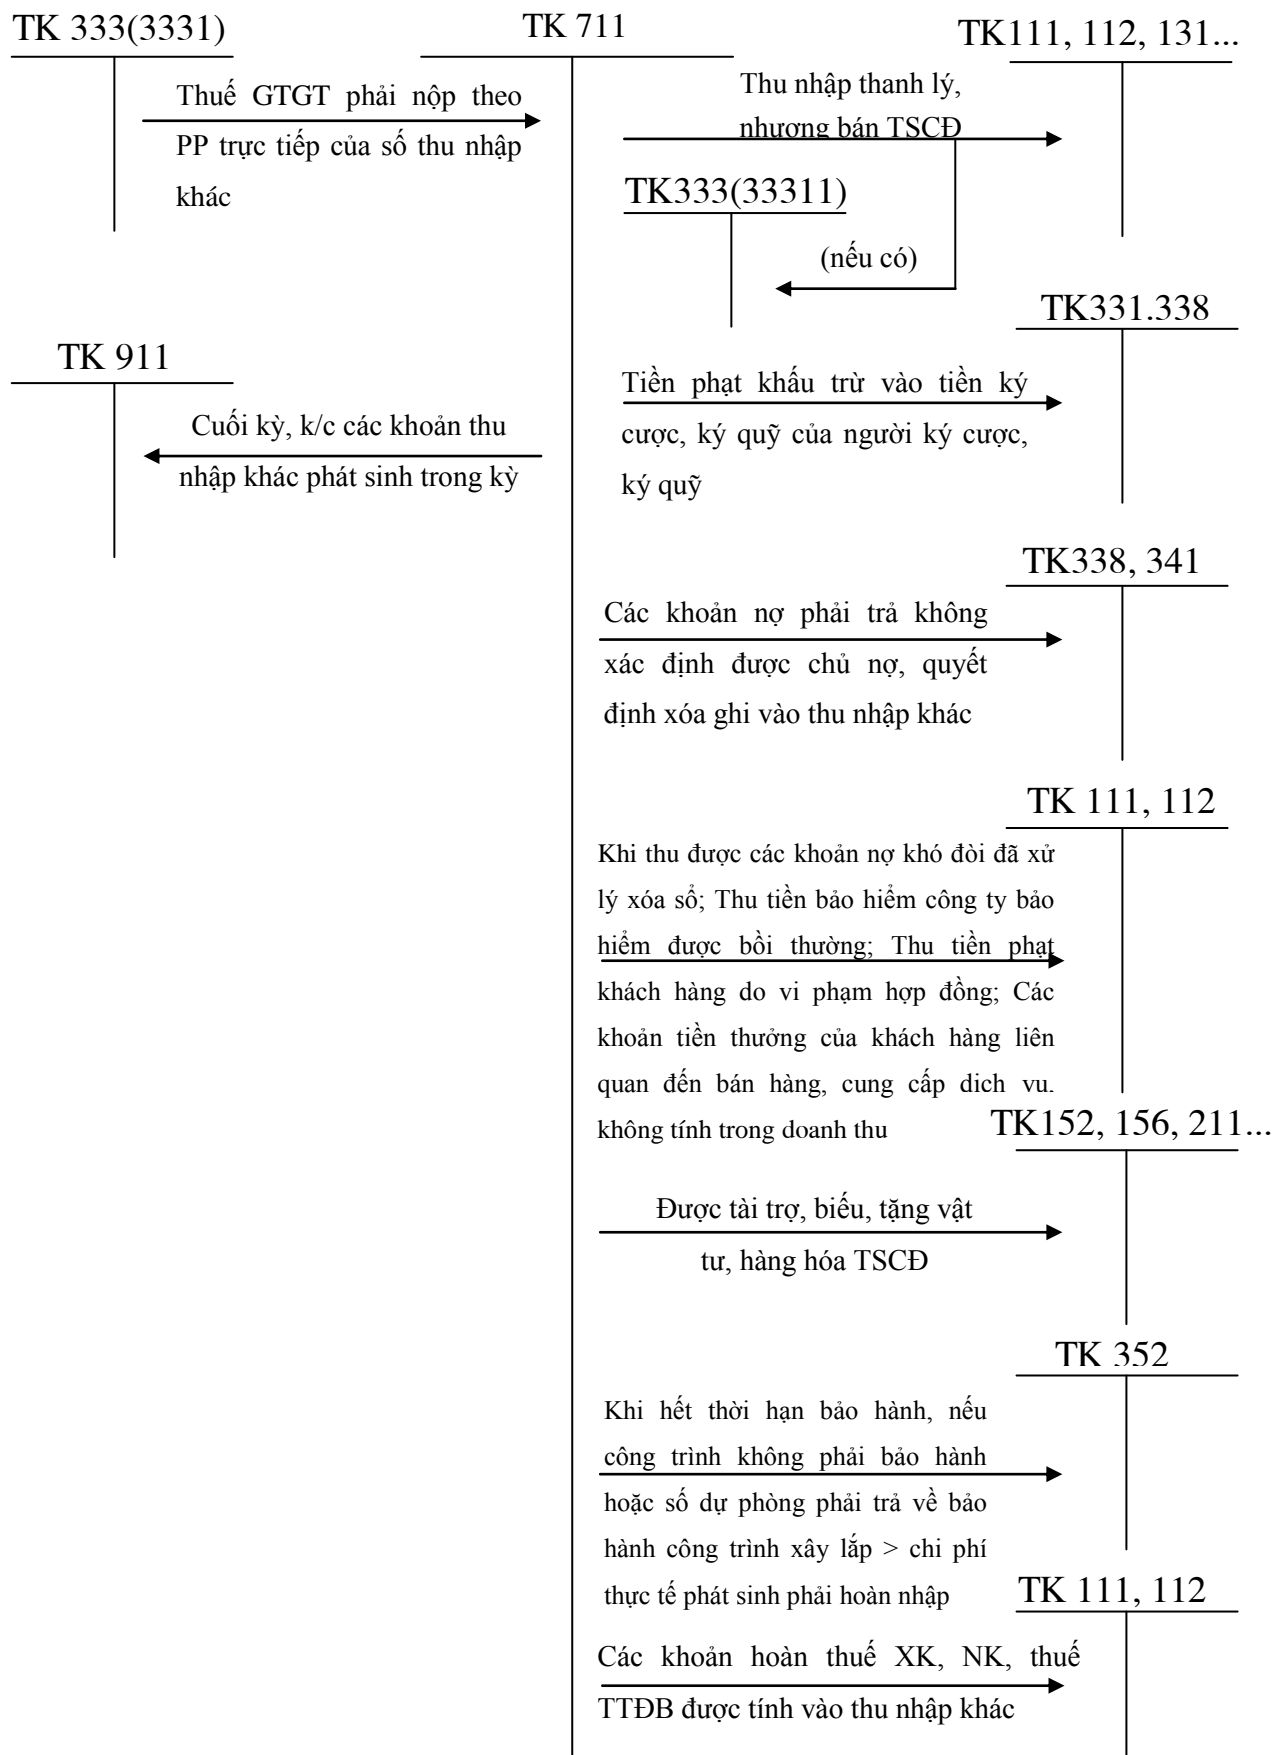 TK 333(3331)
TK 711
TK111, 112, 131...
Thuế GTGT phải nộp theo
PP trực tiếp của số thu nhập
khác
Thu nhập thanh lý,
nhượng bán TSCĐ
TK333(33311)
(nếu có)
TK331.338
TK 911
Tiền phạt khấu trừ vào tiền ký
cược, ký quỹ của người ký cược,
ký quỹ
Cuối kỳ, k/c các khoản thu
nhập khác phát sinh trong kỳ
TK338, 341
Các khoản nợ phải trả không
xác định được chủ nợ, quyết
định xóa ghi vào thu nhập khác
TK 111, 112
Khi thu được các khoản nợ khó đòi đã xử
lý xóa sổ; Thu tiền bảo hiểm công ty bảo
hiểm được bồi thường; Thu tiền phạt
khách hàng do vi phạm hợp đồng; Các
khoản tiền thưởng của khách hàng liên
quan đến bán hàng, cung cấp dịch vụ,
không tính trong doanh thu
TK152, 156, 211...
Được tài trợ, biếu, tặng vật
tư, hàng hóa TSCĐ
TK 352
Khi hết thời hạn bảo hành, nếu
công trình không phải bảo hành
hoặc số dự phòng phải trả về bảo
hành công trình xây lắp > chi phí
thực tế phát sinh phải hoàn nhập
TK 111, 112
Các khoản hoàn thuế XK, NK, thuế
TTĐB được tính vào thu nhập khác